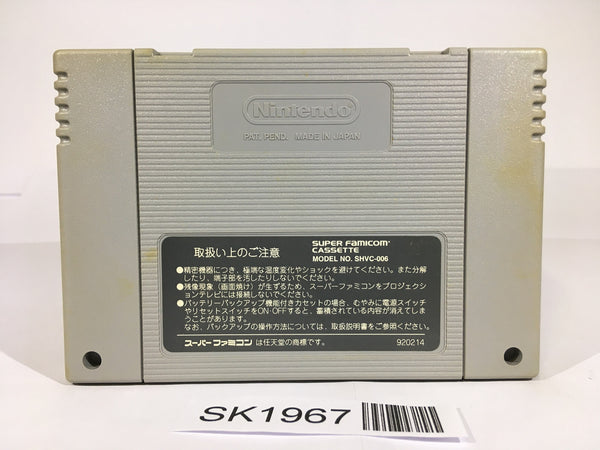 Nintendo
PAT. PEND. MADE IN JAPAN
取扱い上のご注意
SUPER FAMICOM
CASSETTE
MODEL NO. SHVC-006
●精密機器につき、極端な温度変化やショックを避けてください。また分解
したり、端子部を汚したりしないでください。
●残像現象（画面焼け）が生ずるため、スーパーファミコンをプロジェクシ
ョンテレビには接続しないでください。
●バッテリーバックアップ機能付きカセットの場合、むやみに電源スイッチ
やリセットスイッチをON・OFFすると、蓄積されている内容が消えてしま
うことがあります。
なお、バックアップの操作方法については、取扱説明書をご参照ください。
スーパーファミコンは任天堂の商標です。
920214
SK1967